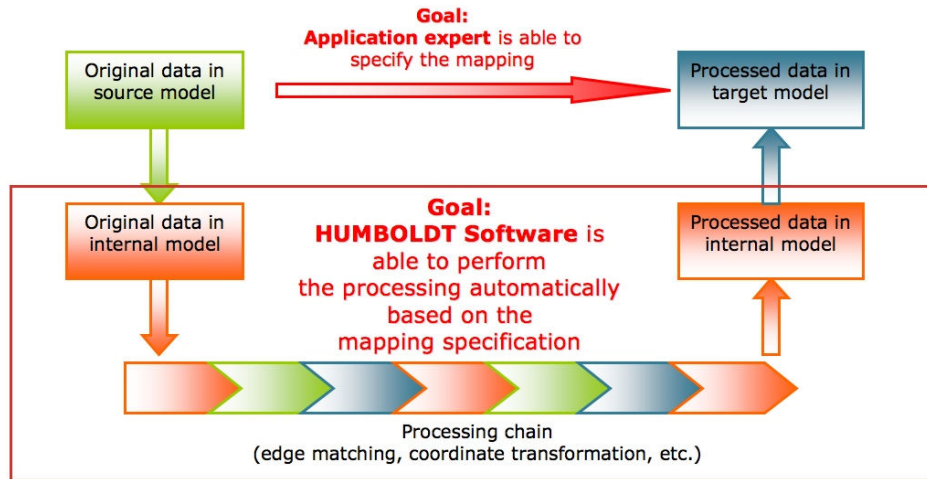 Goal:
Application expert is able to
specify the mapping
Original data in
source model
Processed data in
target model
Original data in
internal model
Goal:
HUMBOLDT Software is
able to perform
the processing automatically
based on the
mapping specification
Processed data in
internal model
Processing chain
(edge matching, coordinate transformation, etc.)